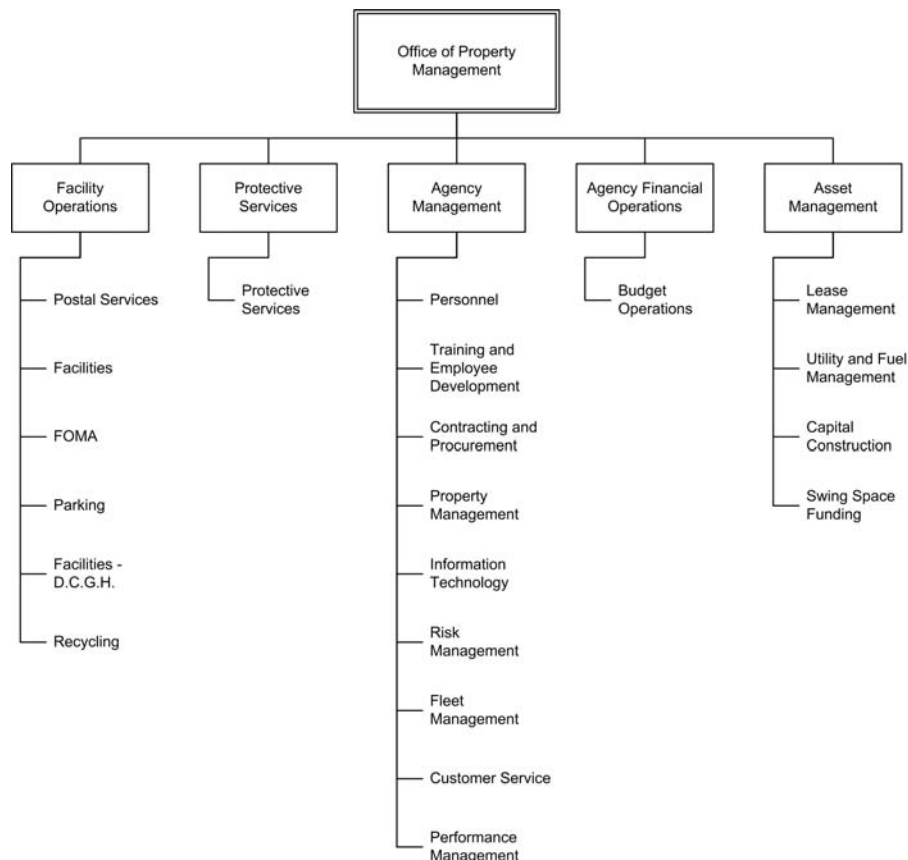 Office of Property
Management
Facility
Operations
Protective
Services
Agency
Management
Agency Financial
Operations
Asset
Management
Postal Services
Facilities
FOMA
Parking
Facilities -
D.C.G.H.
Recycling
Protective
Services
Personnel
Training and
Employee
Development
Contracting and
Procurement
Property
Management
Information
Technology
Risk
Management
Fleet
Management
Customer Service
Performance
Management
Budget
Operations
Lease
Management
Utility and Fuel
Management
Capital
Construction
Swing Space
Funding